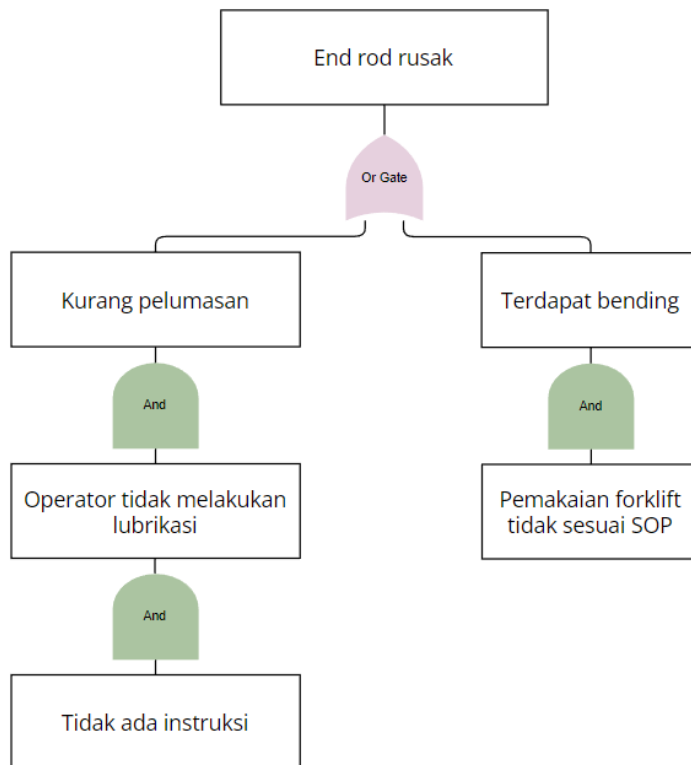 End rod rusak
Or Gate
Kurang pelumasan
Terdapat bending
And
And
Operator tidak melakukan
lubrikasi
Pemakaian forklift
tidak sesuai SOP
And
Tidak ada instruksi